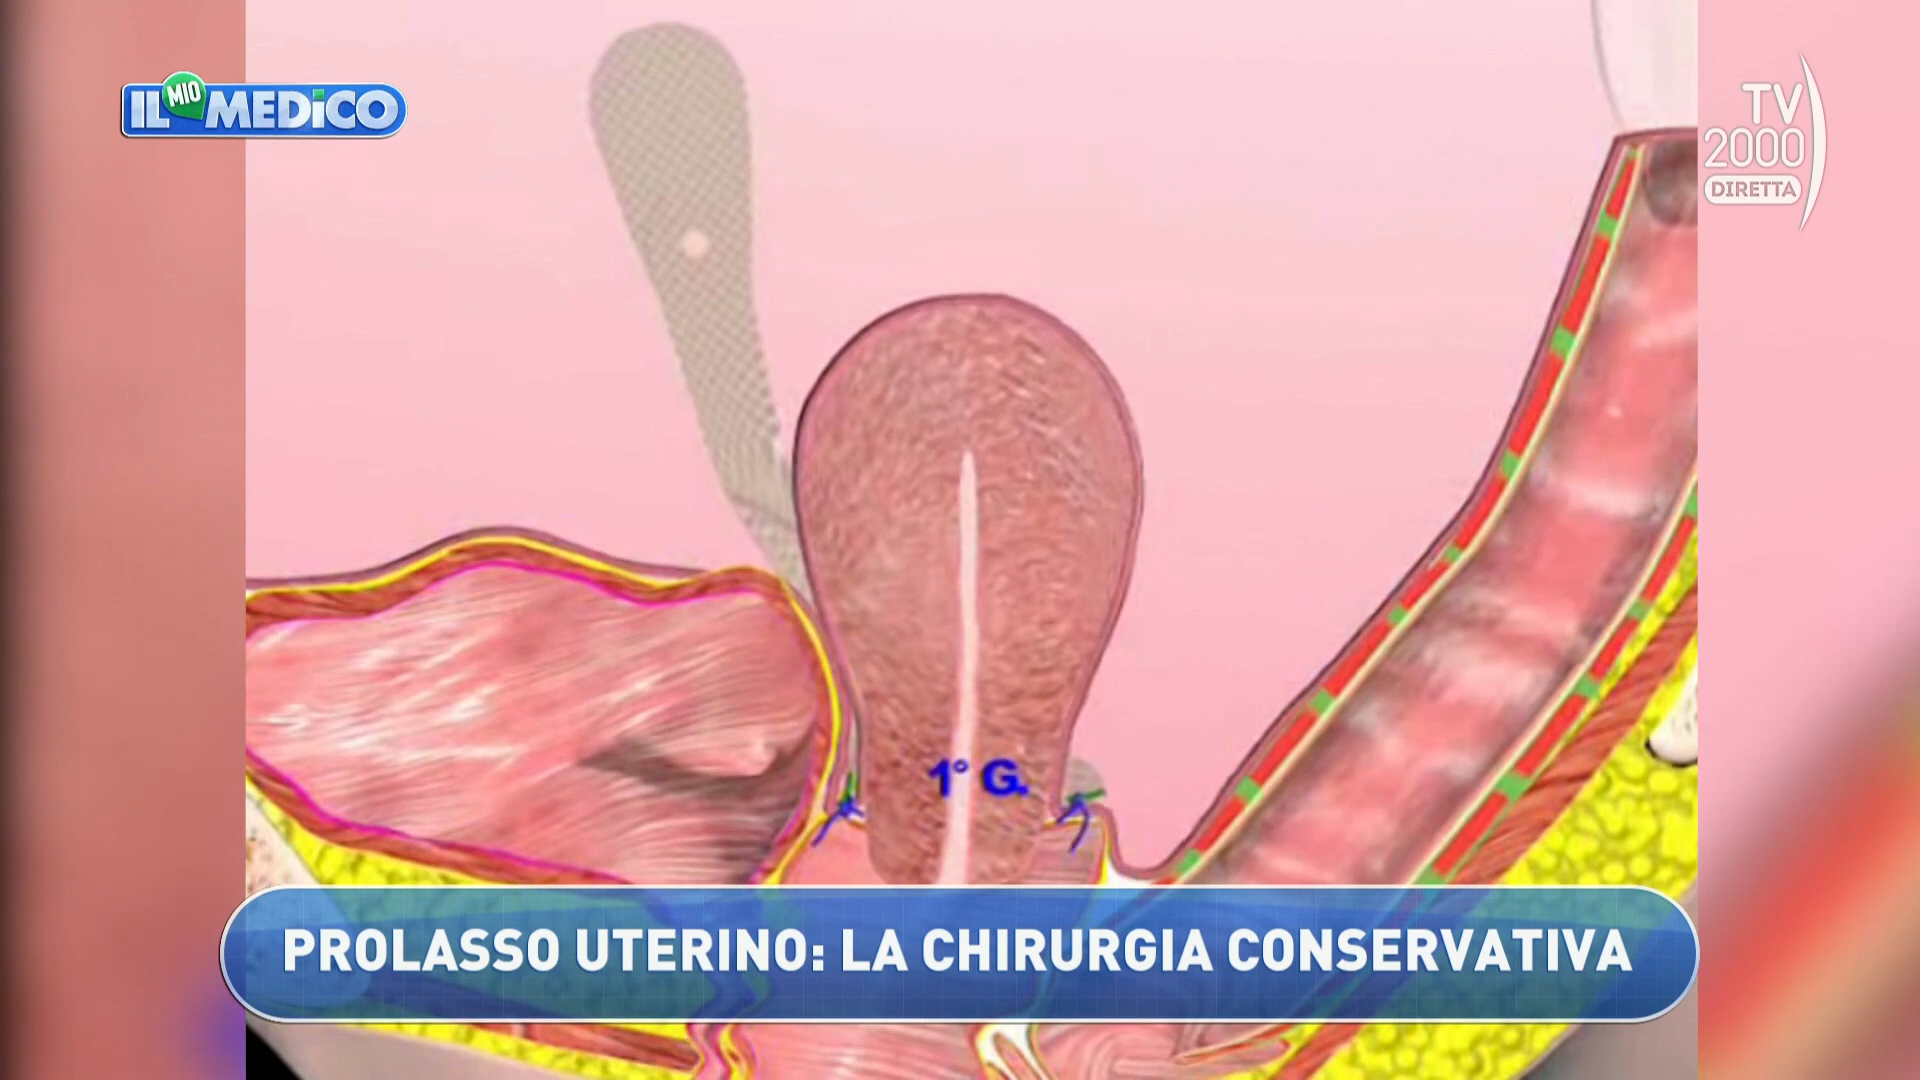 IL MIO MEDICO
TV
2000
DIRETTA
1° G.
PROLASSO UTERINO: LA CHIRURGIA CONSERVATIVA